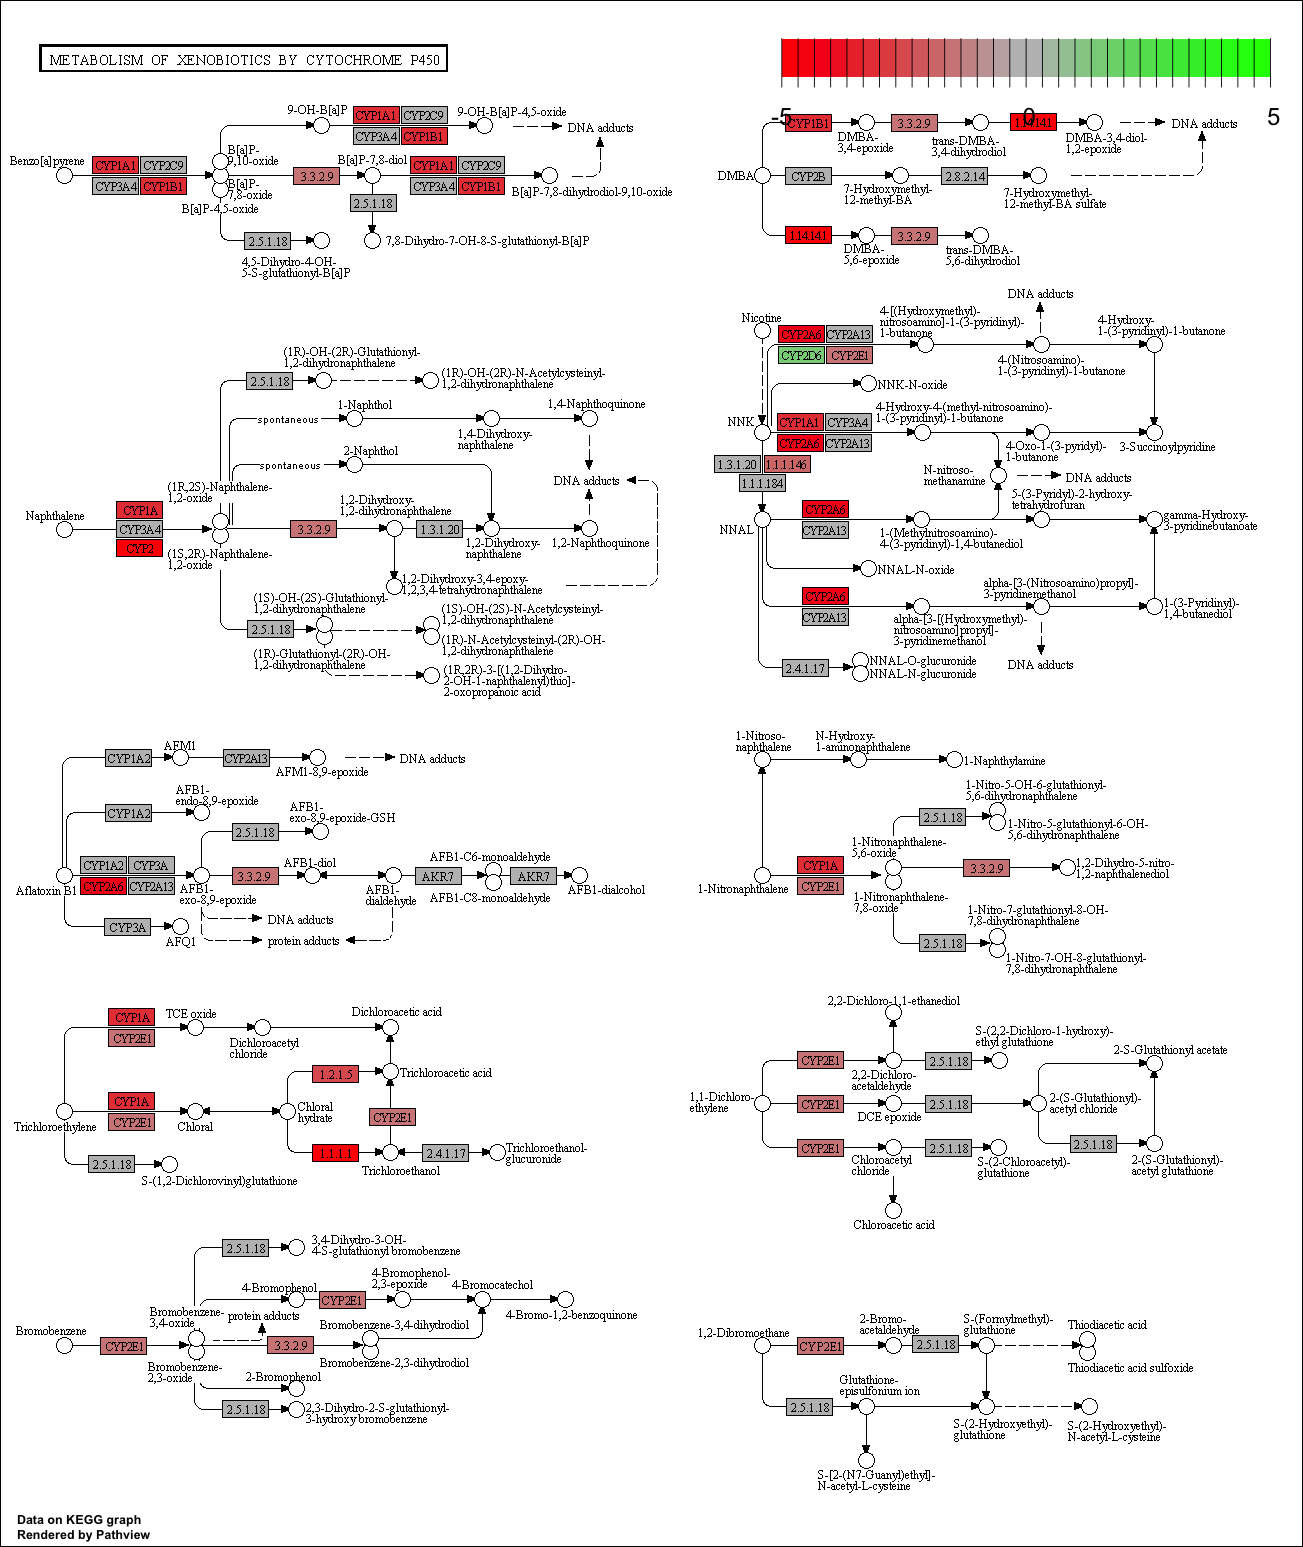 METABOLISM OF XENOBIOTICS BY CYTOCHROME P450
-5
0
5
9-OH-B[a]P
CYP1A1
CYP2C9
CYP3A4
CYP1B1
9-OH-B[a]P-4,5-oxide
DNA adducts
Benzo[a]pyrene
CYP1A1
CYP2C9
CYP3A4
CYP1B1
B[a]P-
9,10-oxide
B[a]P-
7,8-oxide
B[a]P-4,5-oxide
3.3.2.9
B[a]P-7,8-diol
CYP1A1
CYP2C9
CYP3A4
CYP1B1
B[a]P-7,8-dihydrodiol-9,10-oxide
2.5.1.18
7,8-Dihydro-7-OH-8-S-glutathionyl-B[a]P
2.5.1.18
4,5-Dihydro-4-OH-
5-S-glutathionyl-B[a]P
DMBA
CYP1B1
DMBA-
3,4-epoxide
3.3.2.9
trans-DMBA-
3,4-dihydrodiol
1.14.14.1
DMBA-3,4-diol-
1,2-epoxide
DNA adducts
CYP2B
7-Hydroxymethyl-
12-methyl-BA
2.8.2.14
7-Hydroxymethyl-
12-methyl-BA sulfate
1.14.14.1
DMBA-
5,6-epoxide
3.3.2.9
trans-DMBA-
5,6-dihydrodiol
Naphthalene
CYP1A
CYP3A4
CYP2
(1R,2S)-Naphthalene-
1,2-oxide
(1S,2R)-Naphthalene-
1,2-oxide
2.5.1.18
(1R)-OH-(2R)-Glutathionyl-
1,2-dihydronaphthalene
(1R)-OH-(2R)-N-Acetylcysteinyl-
1,2-dihydronaphthalene
spontaneous
1-Naphthol
1,4-Dihydroxy-
naphthalene
1,4-Naphthoquinone
spontaneous
2-Naphthol
DNA adducts
3.3.2.9
1,2-Dihydroxy-
1,2-dihydronaphthalene
1.3.1.20
1,2-Dihydroxy-
naphthalene
1,2-Naphthoquinone
1,2-Dihydroxy-3,4-epoxy-
1,2,3,4-tetrahydronaphthalene
2.5.1.18
(1S)-OH-(2S)-Glutathionyl-
1,2-dihydronaphthalene
(1R)-Glutathionyl-(2R)-OH-
1,2-dihydronaphthalene
(1S)-OH-(2S)-N-Acetylcysteinyl-
1,2-dihydronaphthalene
(1R)-N-Acetylcysteinyl-(2R)-OH-
1,2-dihydronaphthalene
(1R,2R)-3-[(1,2-Dihydro-
2-OH-1-naphthalenyl)thio]-
2-oxopropanoic acid
Nicotine
CYP2A6
CYP2A13
CYP2D6
CYP2E1
4-[(Hydroxymethyl)-
nitrosoamino]-1-(3-pyridinyl)-
1-butanone
DNA adducts
4-(Nitrosoamino)-
1-(3-pyridinyl)-1-butanone
4-Hydroxy-
1-(3-pyridinyl)-1-butanone
NNK-N-oxide
NNK
CYP1A1
CYP3A4
CYP2A6
CYP2A13
4-Hydroxy-4-(methyl-nitrosoamino)-
1-(3-pyridinyl)-1-butanone
4-Oxo-1-(3-pyridyl)-
1-butanone
3-Succinoylpyridine
1.3.1.20
1.1.1.146
1.1.1.184
N-nitroso-
methanamine
DNA adducts
NNAL
CYP2A6
CYP2A13
1-(Methylnitrosoamino)-
4-(3-pyridinyl)-1,4-butanediol
5-(3-Pyridyl)-2-hydroxy-
tetrahydrofuran
gamma-Hydroxy-
3-pyridinebutanoate
NNAL-N-oxide
CYP2A6
CYP2A13
alpha-[3-[(Hydroxymethyl)-
nitrosoamino]propyl]-
3-pyridinemethanol
alpha-[3-(Nitrosoamino)propyl]-
3-pyridinemethanol
1-(3-Pyridinyl)-
1,4-butanediol
DNA adducts
2.4.1.17
NNAL-O-glucuronide
NNAL-N-glucuronide
Aflatoxin B1
CYP1A2
AFM1
CYP2A13
AFM1-8,9-epoxide
DNA adducts
CYP1A2
AFB1-
endo-8,9-epoxide
2.5.1.18
AFB1-
exo-8,9-epoxide-GSH
CYP1A2
CYP3A
CYP2A6
CYP2A13
AFB1-
exo-8,9-epoxide
3.3.2.9
AFB1-diol
AFB1-
dialdehyde
AKR7
AFB1-C6-monoaldehyde
AFB1-C8-monoaldehyde
AKR7
AFB1-dialcohol
DNA adducts
protein adducts
CYP3A
AFQ1
1-Nitronaphthalene
1-Nitroso-
naphthalene
N-Hydroxy-
1-aminonaphthalene
1-Naphthylamine
CYP1A
CYP2E1
1-Nitronaphthalene-
5,6-oxide
1-Nitronaphthalene-
7,8-oxide
2.5.1.18
1-Nitro-5-OH-6-glutathionyl-
5,6-dihydronaphthalene
1-Nitro-5-glutathionyl-6-OH-
5,6-dihydronaphthalene
3.3.2.9
1,2-Dihydro-5-nitro-
1,2-naphthalenediol
2.5.1.18
1-Nitro-7-glutathionyl-8-OH-
7,8-dihydronaphthalene
1-Nitro-7-OH-8-glutathionyl-
7,8-dihydronaphthalene
Trichloroethylene
CYP1A
CYP2E1
TCE oxide
Dichloroacetyl
chloride
Dichloroacetic acid
CYP1A
CYP2E1
Chloral
Chloral
hydrate
1.2.1.5
Trichloroacetic acid
CYP2E1
1.1.1.1
Trichloroethanol
2.4.1.17
Trichloroethanol-
glucuronide
2.5.1.18
S-(1,2-Dichlorovinyl)glutathione
1,1-Dichloro-
ethylene
2,2-Dichloro-1,1-ethanediol
CYP2E1
2,2-Dichloro-
acetaldehyde
2.5.1.18
S-(2,2-Dichloro-1-hydroxy)-
ethyl glutathione
CYP2E1
DCE epoxide
2.5.1.18
2-(S-Glutathionyl)-
acetyl chloride
2-S-Glutathionyl acetate
2.5.1.18
2-(S-Glutathionyl)-
acetyl glutathione
CYP2E1
Chloroacetyl
chloride
2.5.1.18
S-(2-Chloroacetyl)-
glutathione
Chloroacetic acid
Bromobenzene
CYP2E1
Bromobenzene-
3,4-oxide
Bromobenzene-
2,3-oxide
2.5.1.18
3,4-Dihydro-3-OH-
4-S-glutathionyl bromobenzene
4-Bromophenol
CYP2E1
4-Bromophenol-
2,3-epoxide
4-Bromocatechol
4-Bromo-1,2-benzoquinone
protein adducts
3.3.2.9
Bromobenzene-3,4-dihydrodiol
Bromobenzene-2,3-dihydrodiol
2-Bromophenol
2.5.1.18
2,3-Dihydro-2-S-glutathionyl-
3-hydroxy bromobenzene
1,2-Dibromoethane
CYP2E1
2-Bromo-
acetaldehyde
2.5.1.18
S-(Formylmethyl)-
glutathione
Thiodiacetic acid
Thiodiacetic acid sulfoxide
2.5.1.18
Glutathione-
episulfonium ion
S-(2-Hydroxyethyl)-
glutathione
S-(2-Hydroxyethyl)-
N-acetyl-L-cysteine
S-[2-(N7-Guanyl)ethyl]-
N-acetyl-L-cysteine
Data on KEGG graph
Rendered by Pathview